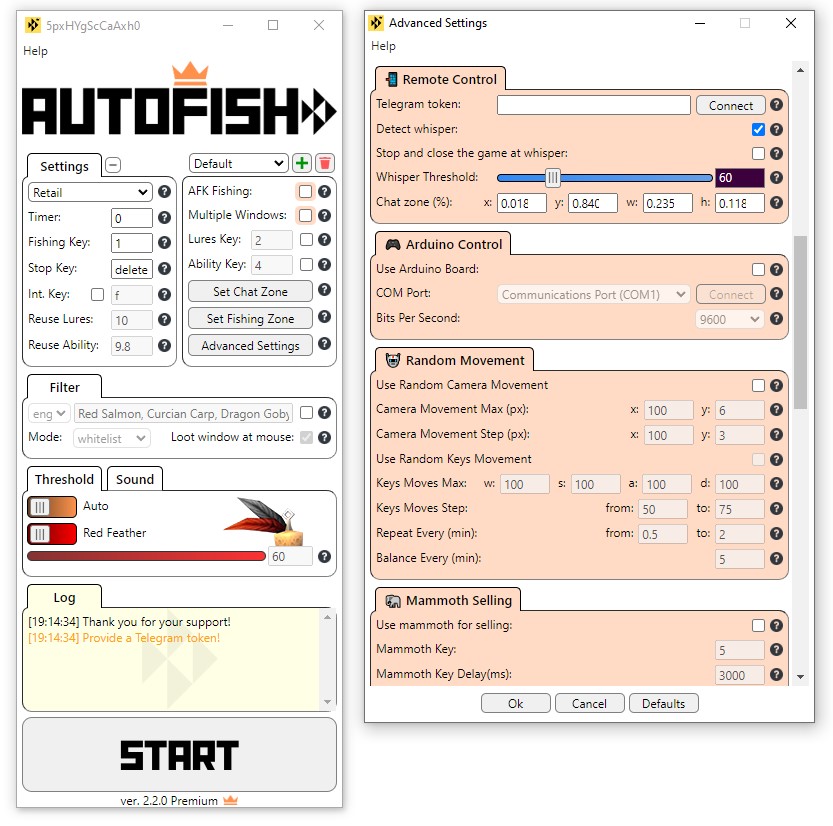 5pxHYgScCaAxh0
Help
AUTOFISH
Settings
Default
Retail
Timer: 0
Fishing Key: 1
Stop Key: delete
Int. Key: f
Reuse Lures: 10
Reuse Ability: 9.8
AFK Fishing:
Multiple Windows:
Lures Key: 2
Ability Key: 4
Set Chat Zone
Set Fishing Zone
Advanced Settings
Filter
eng Red Salmon, Curcian Carp, Dragon Goby
Mode: whitelist Loot window at mouse:
Threshold Sound
Auto
Red Feather
60
Log
[19:14:34] Thank you for your support!
[19:14:34] Provide a Telegram token!
START
ver. 2.2.0 Premium
Advanced Settings
Help
Remote Control
Telegram token: Connect
Detect whisper:
Stop and close the game at whisper:
Whisper Threshold: 60
Chat zone (%): x: 0.018 y: 0.840 w: 0.235 h: 0.118
Arduino Control
Use Arduino Board:
COM Port: Communications Port (COM1) Connect
Bits Per Second: 9600
Random Movement
Use Random Camera Movement
Camera Movement Max (px): x: 100 y: 6
Camera Movement Step (px): x: 100 y: 3
Use Random Keys Movement
Keys Moves Max: w: 100 s: 100 a: 100 d: 100
Keys Moves Step: from: 50 to: 75
Repeat Every (min): from: 0.5 to: 2
Balance Every (min): 5
Mammoth Selling
Use mammoth for selling:
Mammoth Key: 5
Mammoth Key Delay(ms): 3000
Ok Cancel Defaults